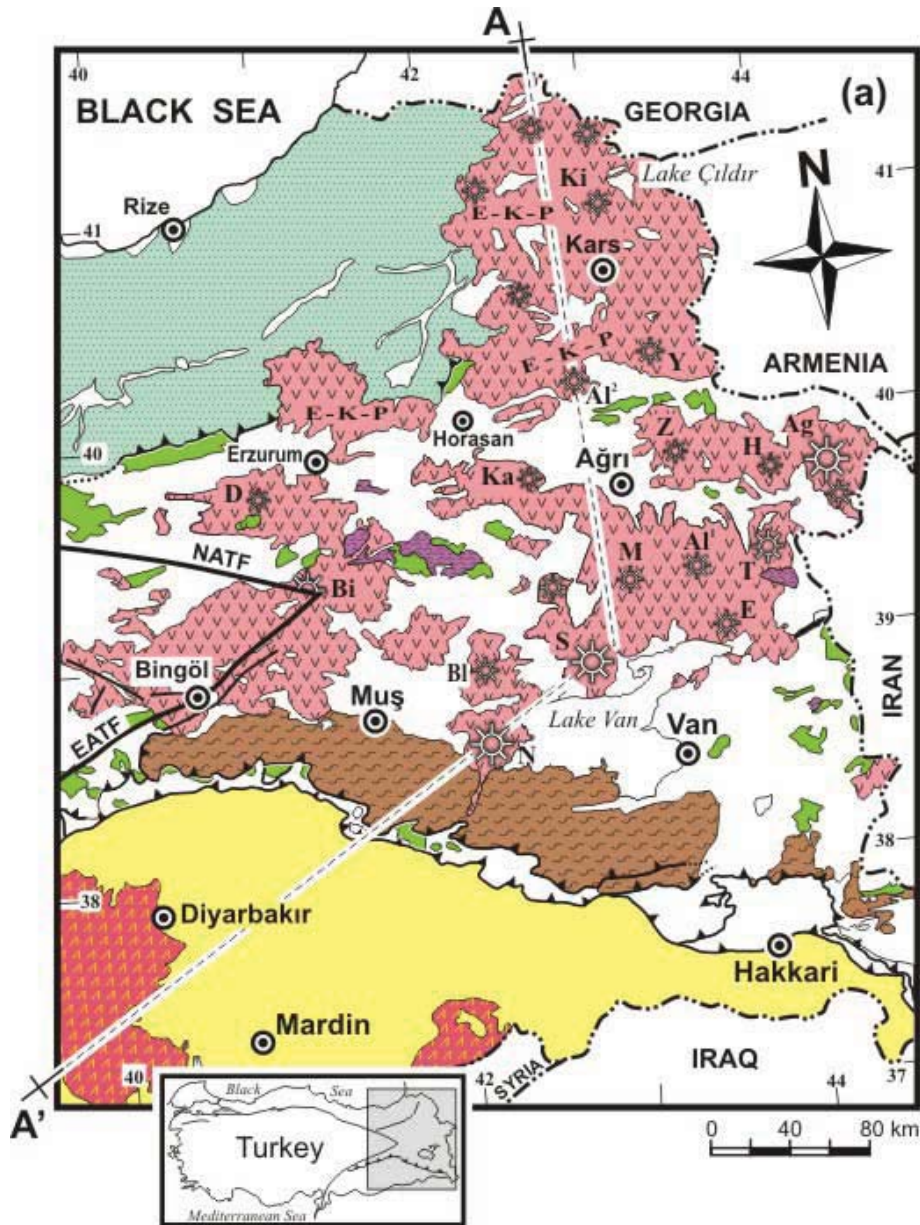 A
40
42
44
BLACK SEA
GEORGIA
(a)
Lake Çıldır
41
N
Ki
Rize
E-K-P
41
Kars
E-K-P
Y
ARMENIA
Al²
40
E-K-P
Horasan
Z
H
Ag
40
Erzurum
Ka
Ağrı
D
NATF
M
Al¹
T
Bi
E
39
S
Bingöl
Bl
IRAN
Muş
Lake Van
Van
EATF
N
38
38
Diyarbakır
Hakkari
Mardin
IRAQ
SYRIA
40
42
44
37
A'
Black Sea
Turkey
Mediterranean Sea
0 40 80 km